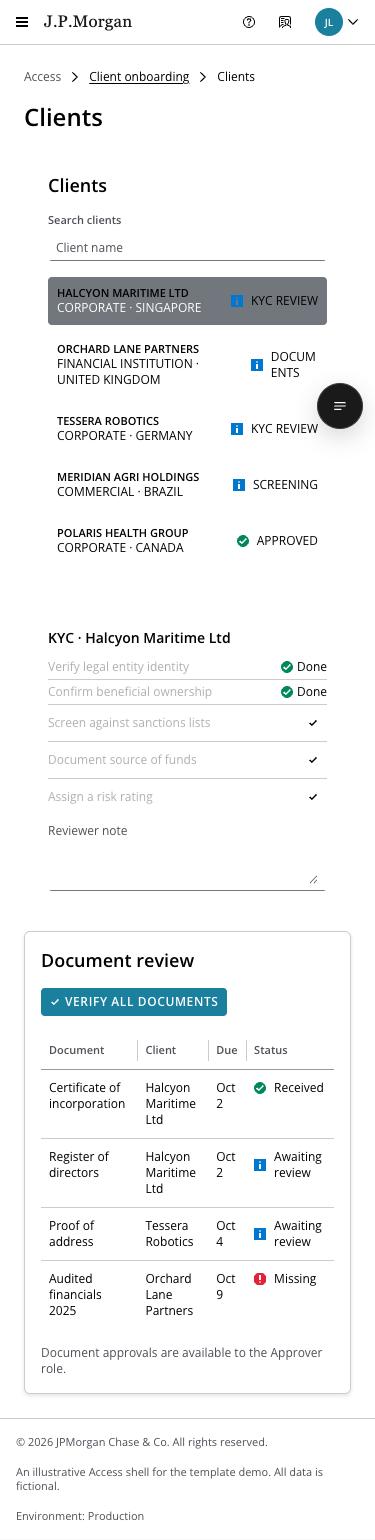 J.P.Morgan
JL
Access
Client onboarding
Clients
Clients
Clients
Search clients
Client name
HALCYON MARITIME LTD
CORPORATE · SINGAPORE
KYC REVIEW
ORCHARD LANE PARTNERS
FINANCIAL INSTITUTION ·
UNITED KINGDOM
DOCUM
ENTS
TESSERA ROBOTICS
CORPORATE · GERMANY
KYC REVIEW
MERIDIAN AGRI HOLDINGS
COMMERCIAL · BRAZIL
SCREENING
POLARIS HEALTH GROUP
CORPORATE · CANADA
APPROVED
KYC · Halcyon Maritime Ltd
Verify legal entity identity
Done
Confirm beneficial ownership
Done
Screen against sanctions lists
Document source of funds
Assign a risk rating
Reviewer note
Document review
VERIFY ALL DOCUMENTS
Document
Client
Due
Status
Certificate of
incorporation
Halcyon
Maritime
Ltd
Oct
2
Received
Register of
directors
Halcyon
Maritime
Ltd
Oct
2
Awaiting
review
Proof of
address
Tessera
Robotics
Oct
4
Awaiting
review
Audited
financials
2025
Orchard
Lane
Partners
Oct
9
Missing
Document approvals are available to the Approver
role.
© 2026 JPMorgan Chase & Co. All rights reserved.
An illustrative Access shell for the template demo. All data is
fictional.
Environment: Production